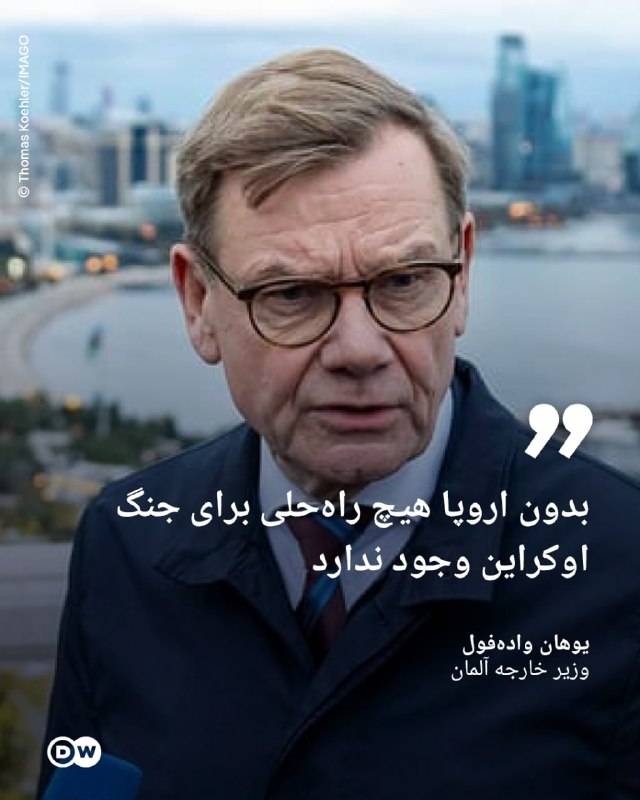 © Thomas Koehler/IMAGO
”
بدون اروپا هیچ راه‌حلی برای جنگ
اوکراین وجود ندارد
یوهان واده‌فول
وزیر خارجه آلمان
DW